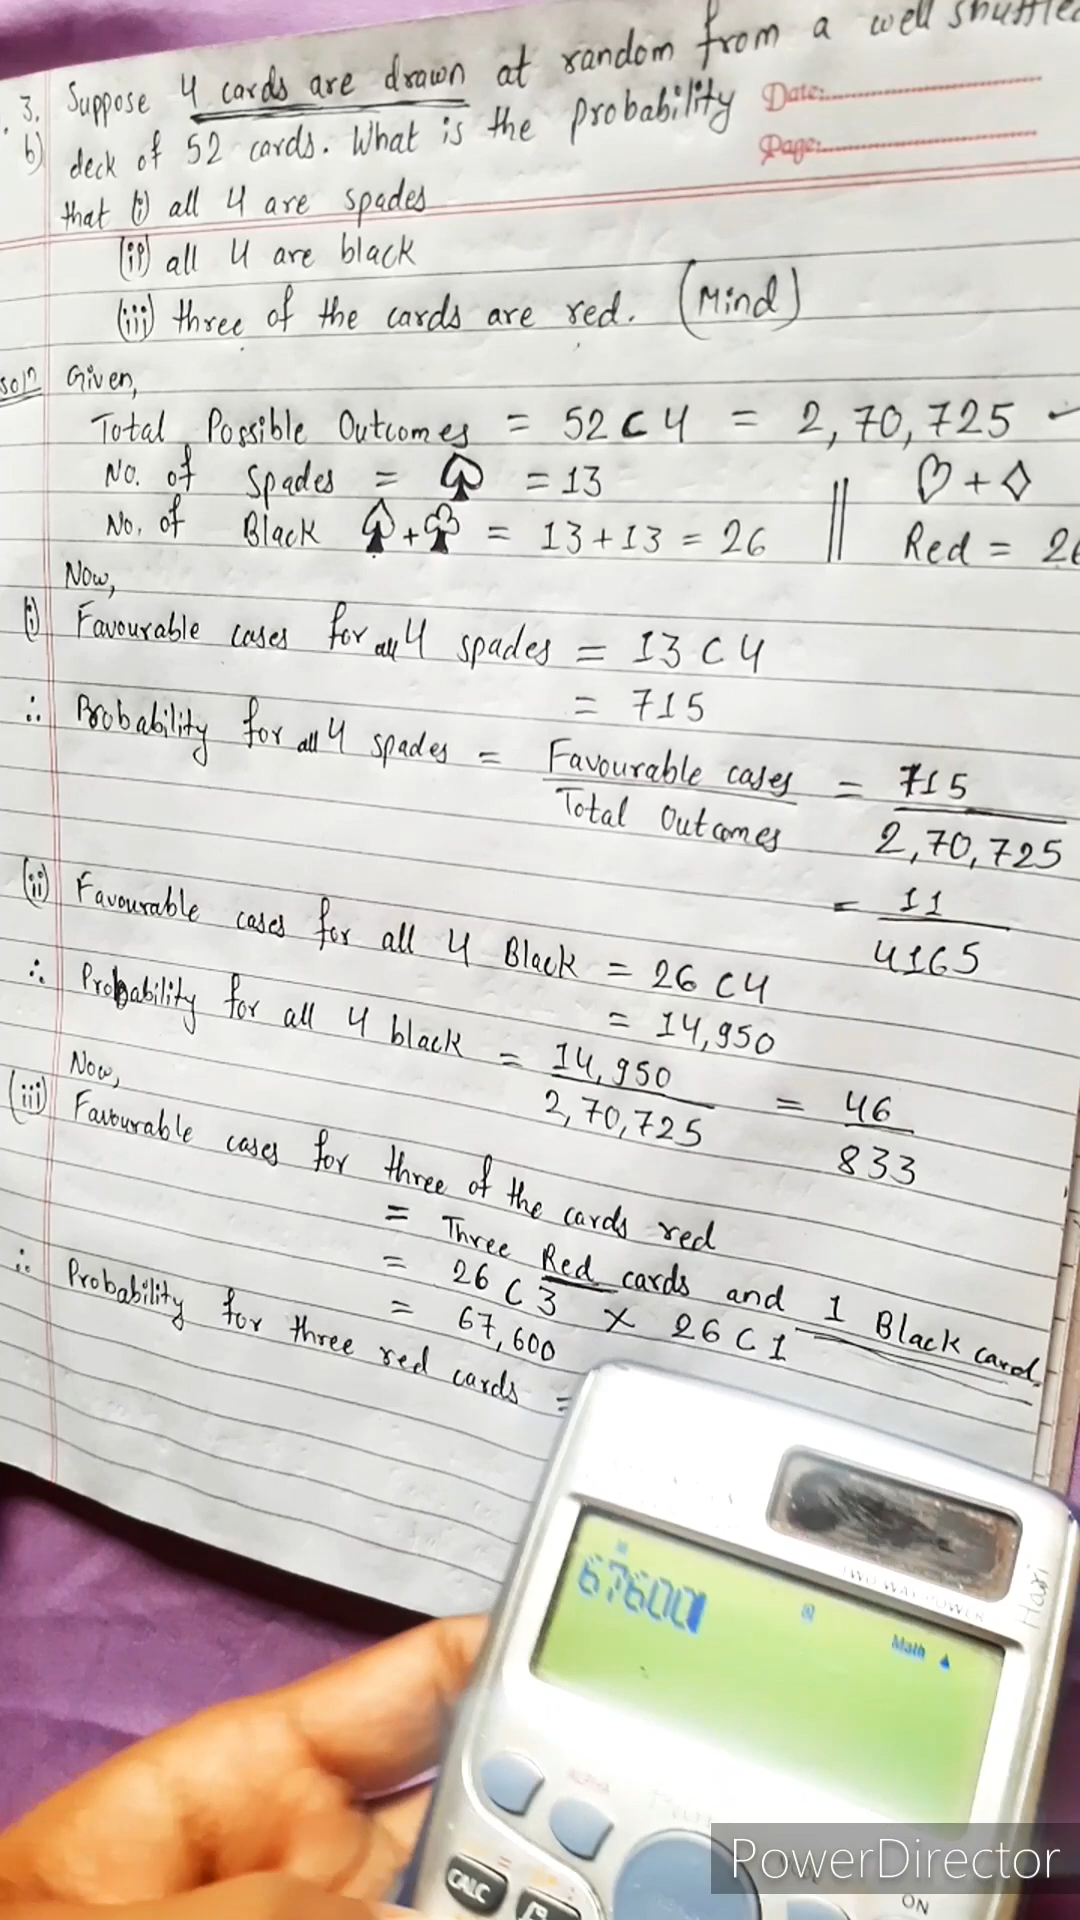 3. Suppose 4 cards are drawn at random from a well shuffled
b) deck of 52 cards. What is the probability
Date:
Page:
that (i) all 4 are spades
(ii) all 4 are black
(iii) three of the cards are red. (Mind)
Soln Given,
Total Possible Outcomes = 52C4 = 2,70,725
No. of Spades = ♠ = 13
♡ + ♢
No. of Black ♠+♣ = 13+13 = 26 || Red = 26
Now,
(i) Favourable cases for all 4 spades = 13C4
= 715
∴ Probability for all 4 spades = Favourable cases / Total Outcomes = 715 / 2,70,725
= 11 / 4165
(ii) Favourable cases for all 4 Black = 26C4
= 14,950
∴ Probability for all 4 black = 14,950 / 2,70,725 = 46 / 833
Now,
(iii) Favourable cases for three of the cards red
= Three Red cards and 1 Black card.
= 26C3 × 26C1
= 67,600
∴ Probability for three red cards =
TWO WAY POWER
Hari
67600
Math ▲
ALPHA
CALC
ON
PowerDirector